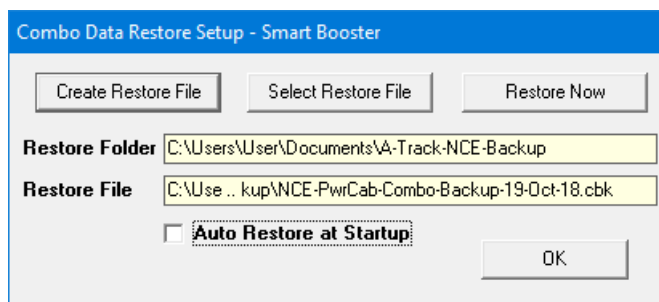 Combo Data Restore Setup - Smart Booster
Create Restore File Select Restore File Restore Now
Restore Folder C:\Users\User\Documents\A-Track-NCE-Backup
Restore File C:\Use .. kup\NCE-PwrCab-Combo-Backup-19-Oct-18.cbk
Auto Restore at Startup
OK